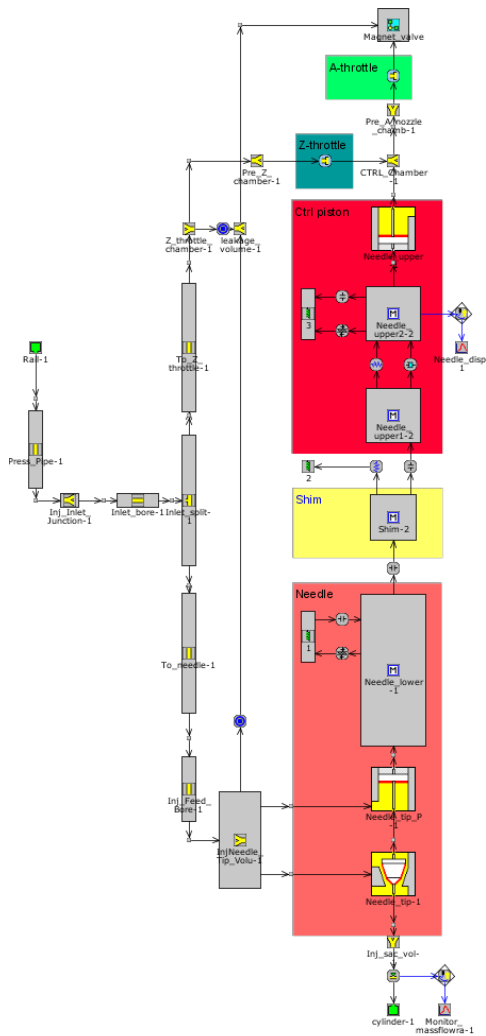 Magnet_valve
A-throttle
Pre_A_nozzle
_chamb-1
Z-throttle
Pre_Z_
chamber-1
CTRL_Chamber
-1
Ctrl piston
Needle_upper
Z_throttle_
chamber-1
leakage_
volume-1
3
Needle_
upper2-2
Needle_disp
1
To_Z_
throttle-1
Rail-1
Needle_
upper1-2
Press_Pipe-1
2
Shim
Inj_Inlet_
Junction-1
Inlet_bore-1
Inlet_split-
1
Shim-2
Needle
1
To_needle-1
Needle_lower
-1
Inj_Feed_
Bore-1
Needle_tip_P
-1
InjNeedle_
Tip_Volu-1
Needle_tip-1
Inj_sac_vol-
cylinder-1
Monitor_
massflowra-1